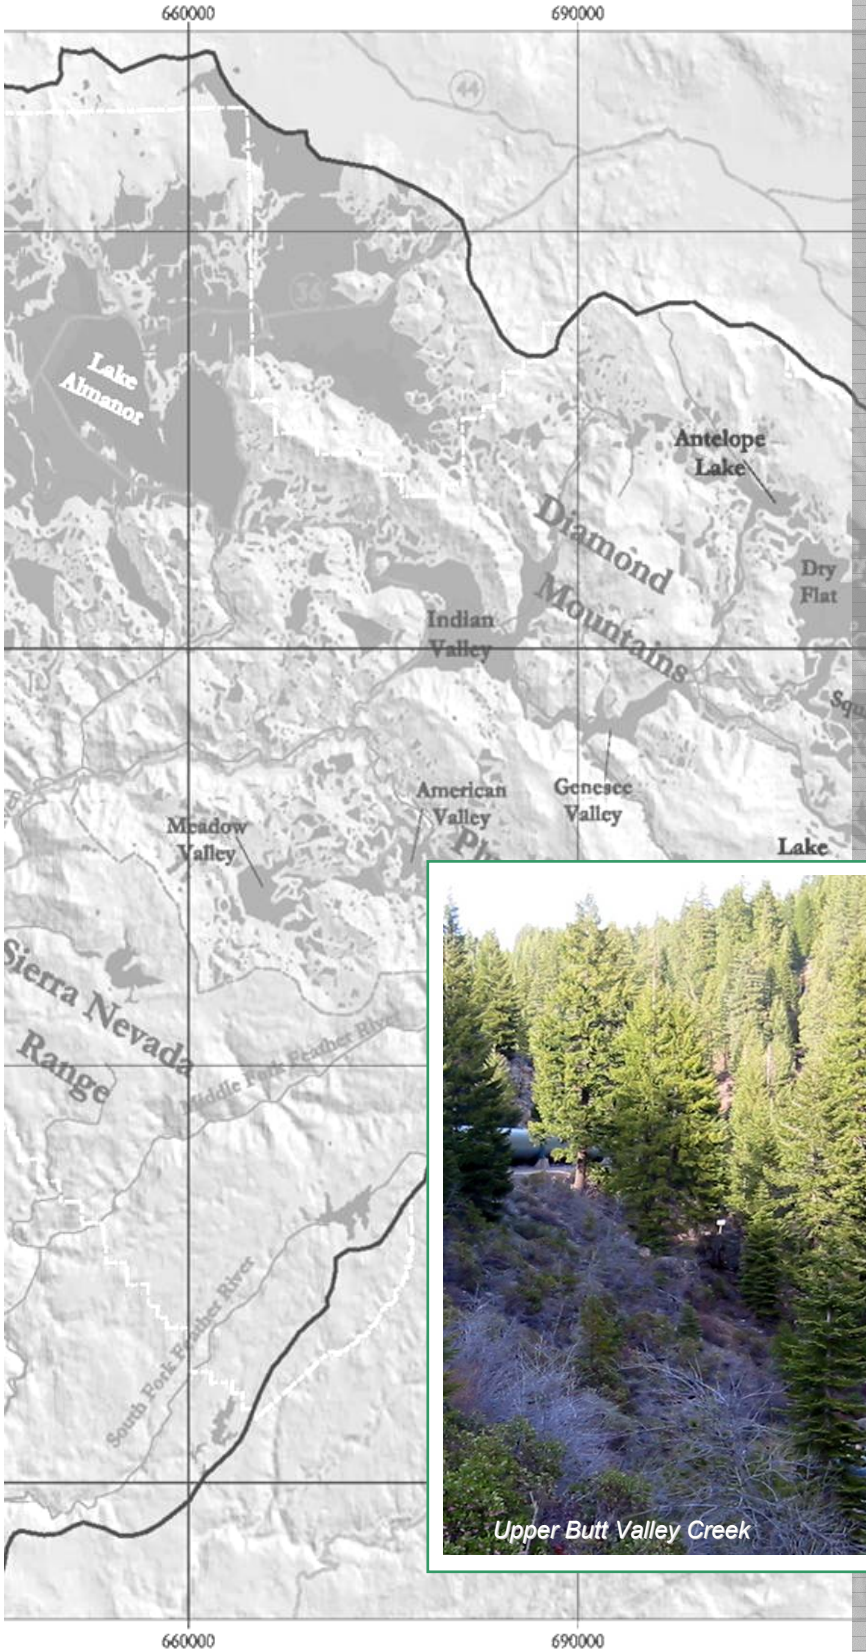 660000 690000
44
36
Lake
Almanor
Antelope
Lake
Diamond
Mountains
Dry
Flat
Indian
Valley
Genesee
Valley
American
Valley
Meadow
Valley
Lake
Sierra Nevada
Range
Middle Fork Feather River
South Fork Feather River
Upper Butt Valley Creek
660000 690000